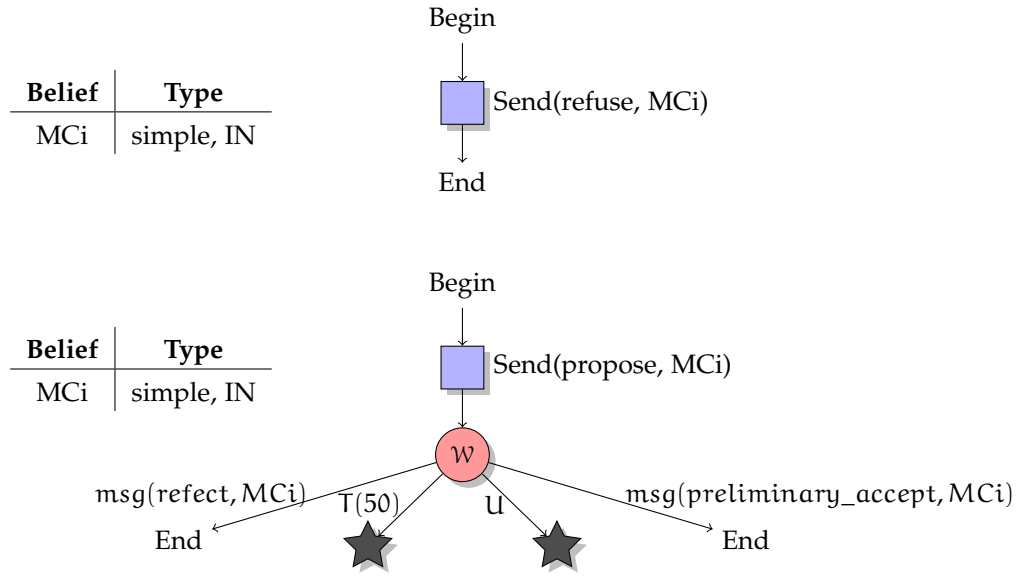 Begin
Belief Type
MCi simple, IN
Send(refuse, MCi)
End
Begin
Belief Type
MCi simple, IN
Send(propose, MCi)
W
msg(refect, MCi)
T(50)
U
msg(preliminary_accept, MCi)
End
End